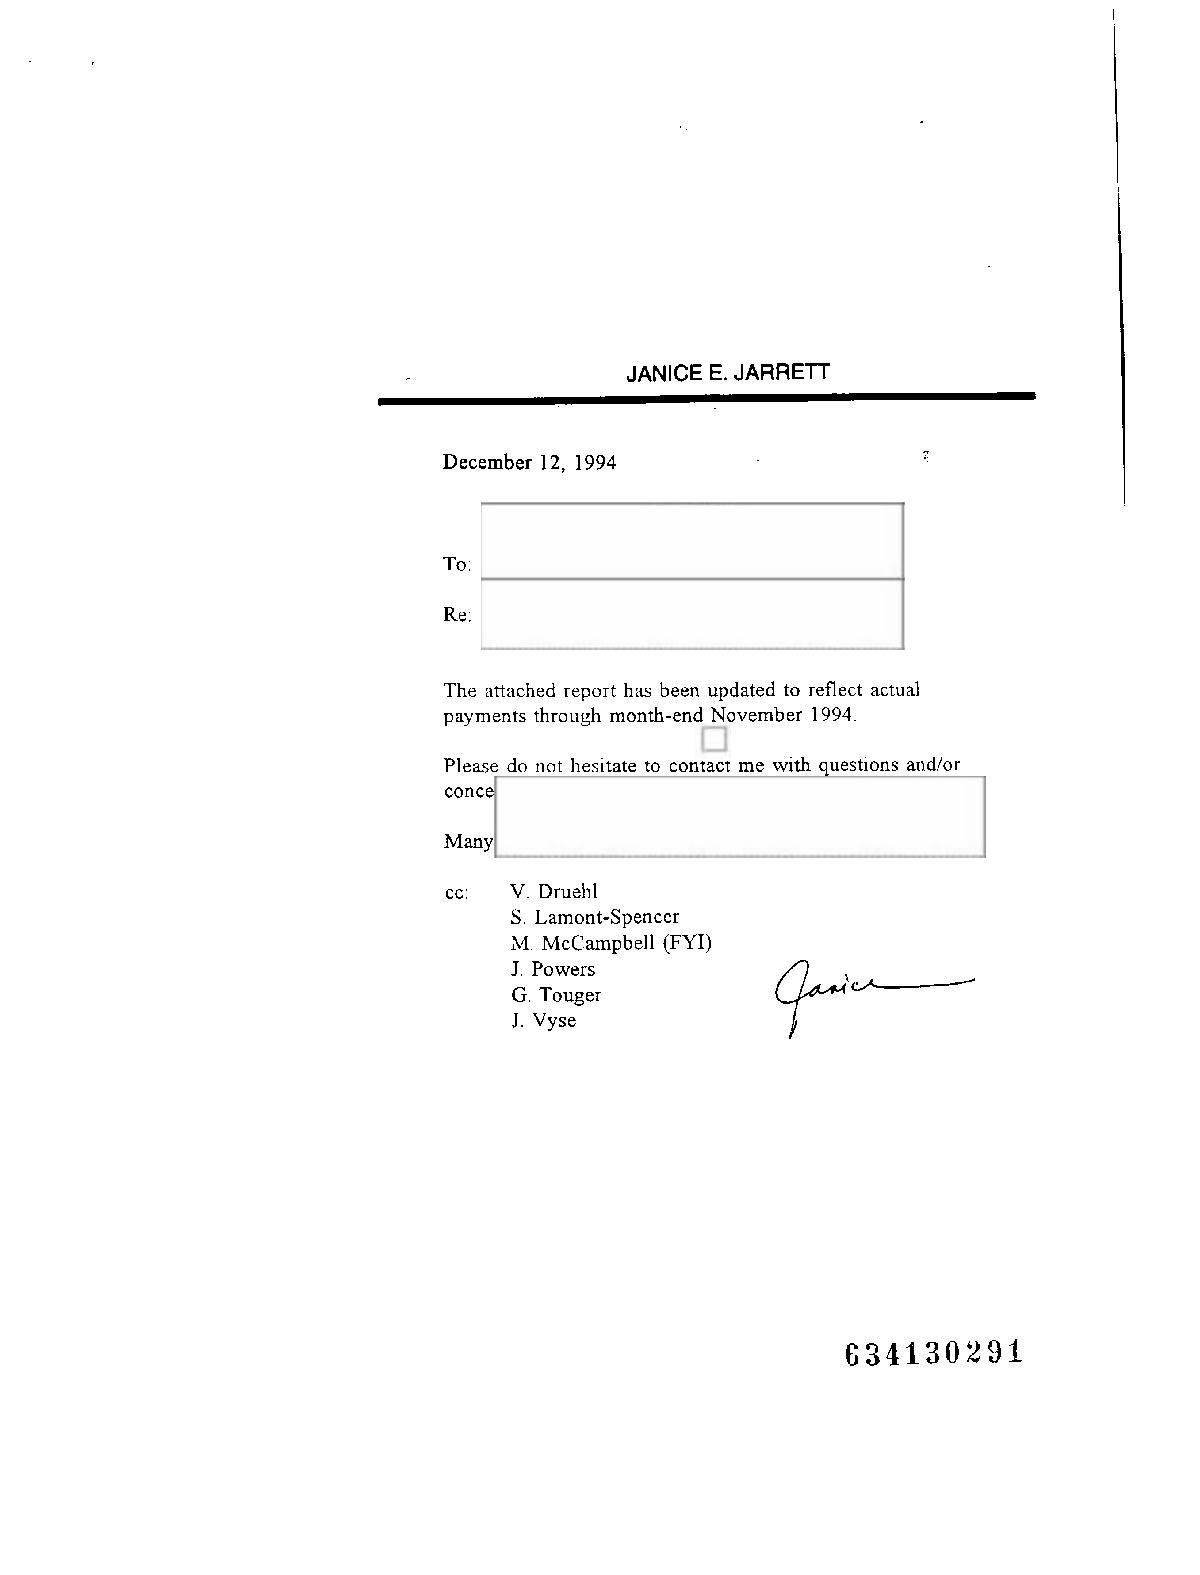 JANICE E. JARRETT
December 12, 1994
To:
Re:
The attached report has been updated to reflect actual
payments through month-end November 1994.
Please do not hesitate to contact me with questions and/or
conce
Many
cc: V. Druehl
S. Lamont-Spencer
M. McCampbell (FYI)
J. Powers
G. Touger
J. Vyse
Janice
634130291